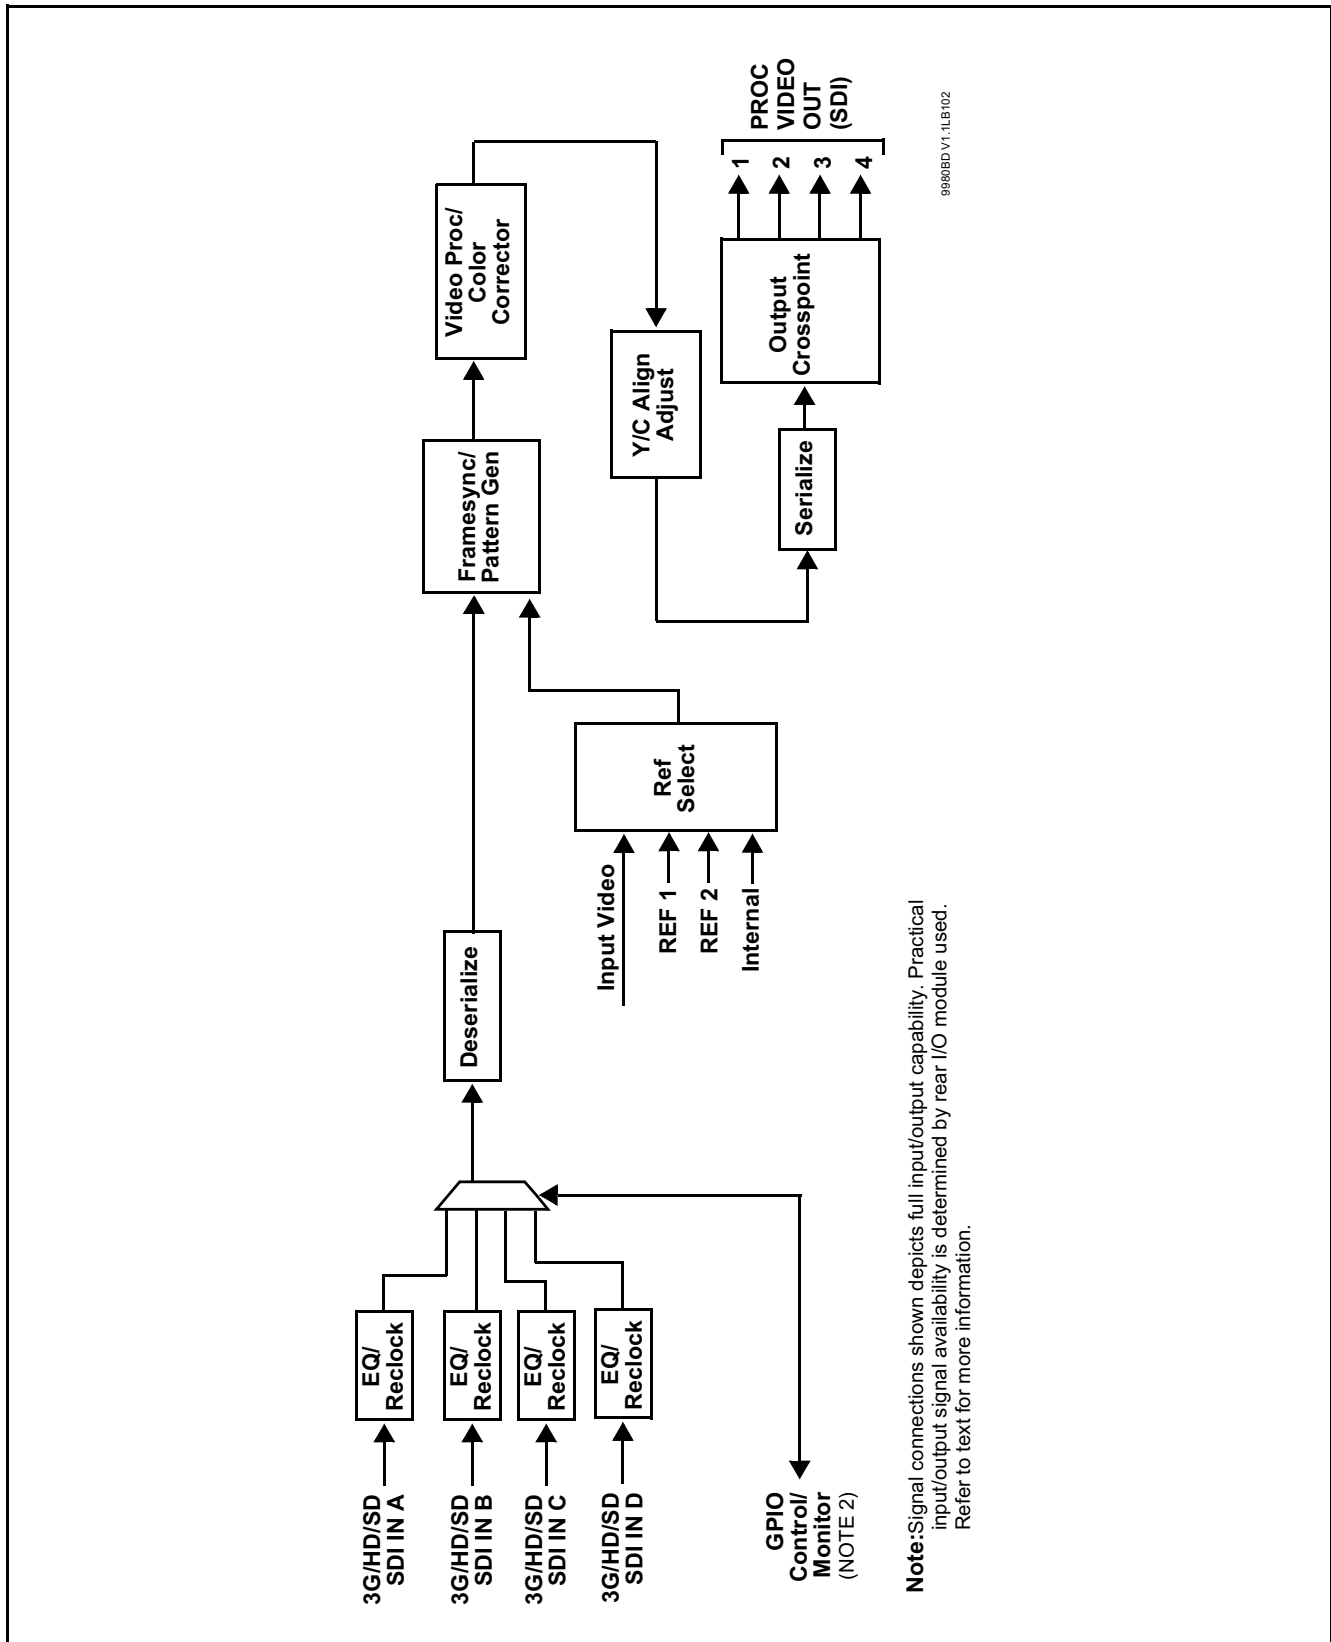 3G/HD/SD
SDI IN A
3G/HD/SD
SDI IN B
3G/HD/SD
SDI IN C
3G/HD/SD
SDI IN D
EQ/
Reclock
EQ/
Reclock
EQ/
Reclock
EQ/
Reclock
GPIO
Control/
Monitor
(NOTE 2)
Deserialize
Input Video
REF 1
REF 2
Internal
Ref
Select
Framesync/
Pattern Gen
Video Proc/
Color
Corrector
Y/C Align
Adjust
Serialize
Output
Crosspoint
1
2
3
4
PROC
VIDEO
OUT
(SDI)
9980BD V1.1LB102
Note:Signal connections shown depicts full input/output capability. Practical
input/output signal availability is determined by rear I/O module used.
Refer to text for more information.